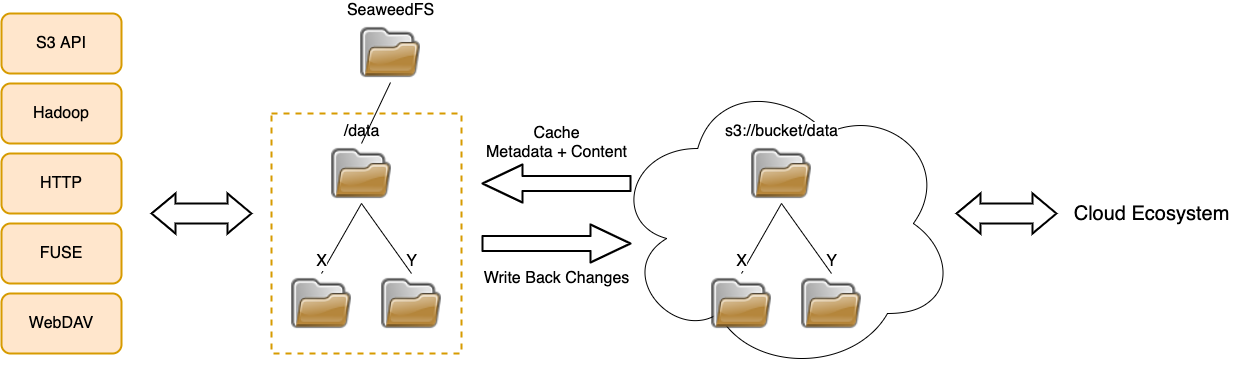 SeaweedFS
S3 API
Hadoop
HTTP
FUSE
WebDAV
/data
X
Y
Cache
Metadata + Content
Write Back Changes
s3://bucket/data
X
Y
Cloud Ecosystem